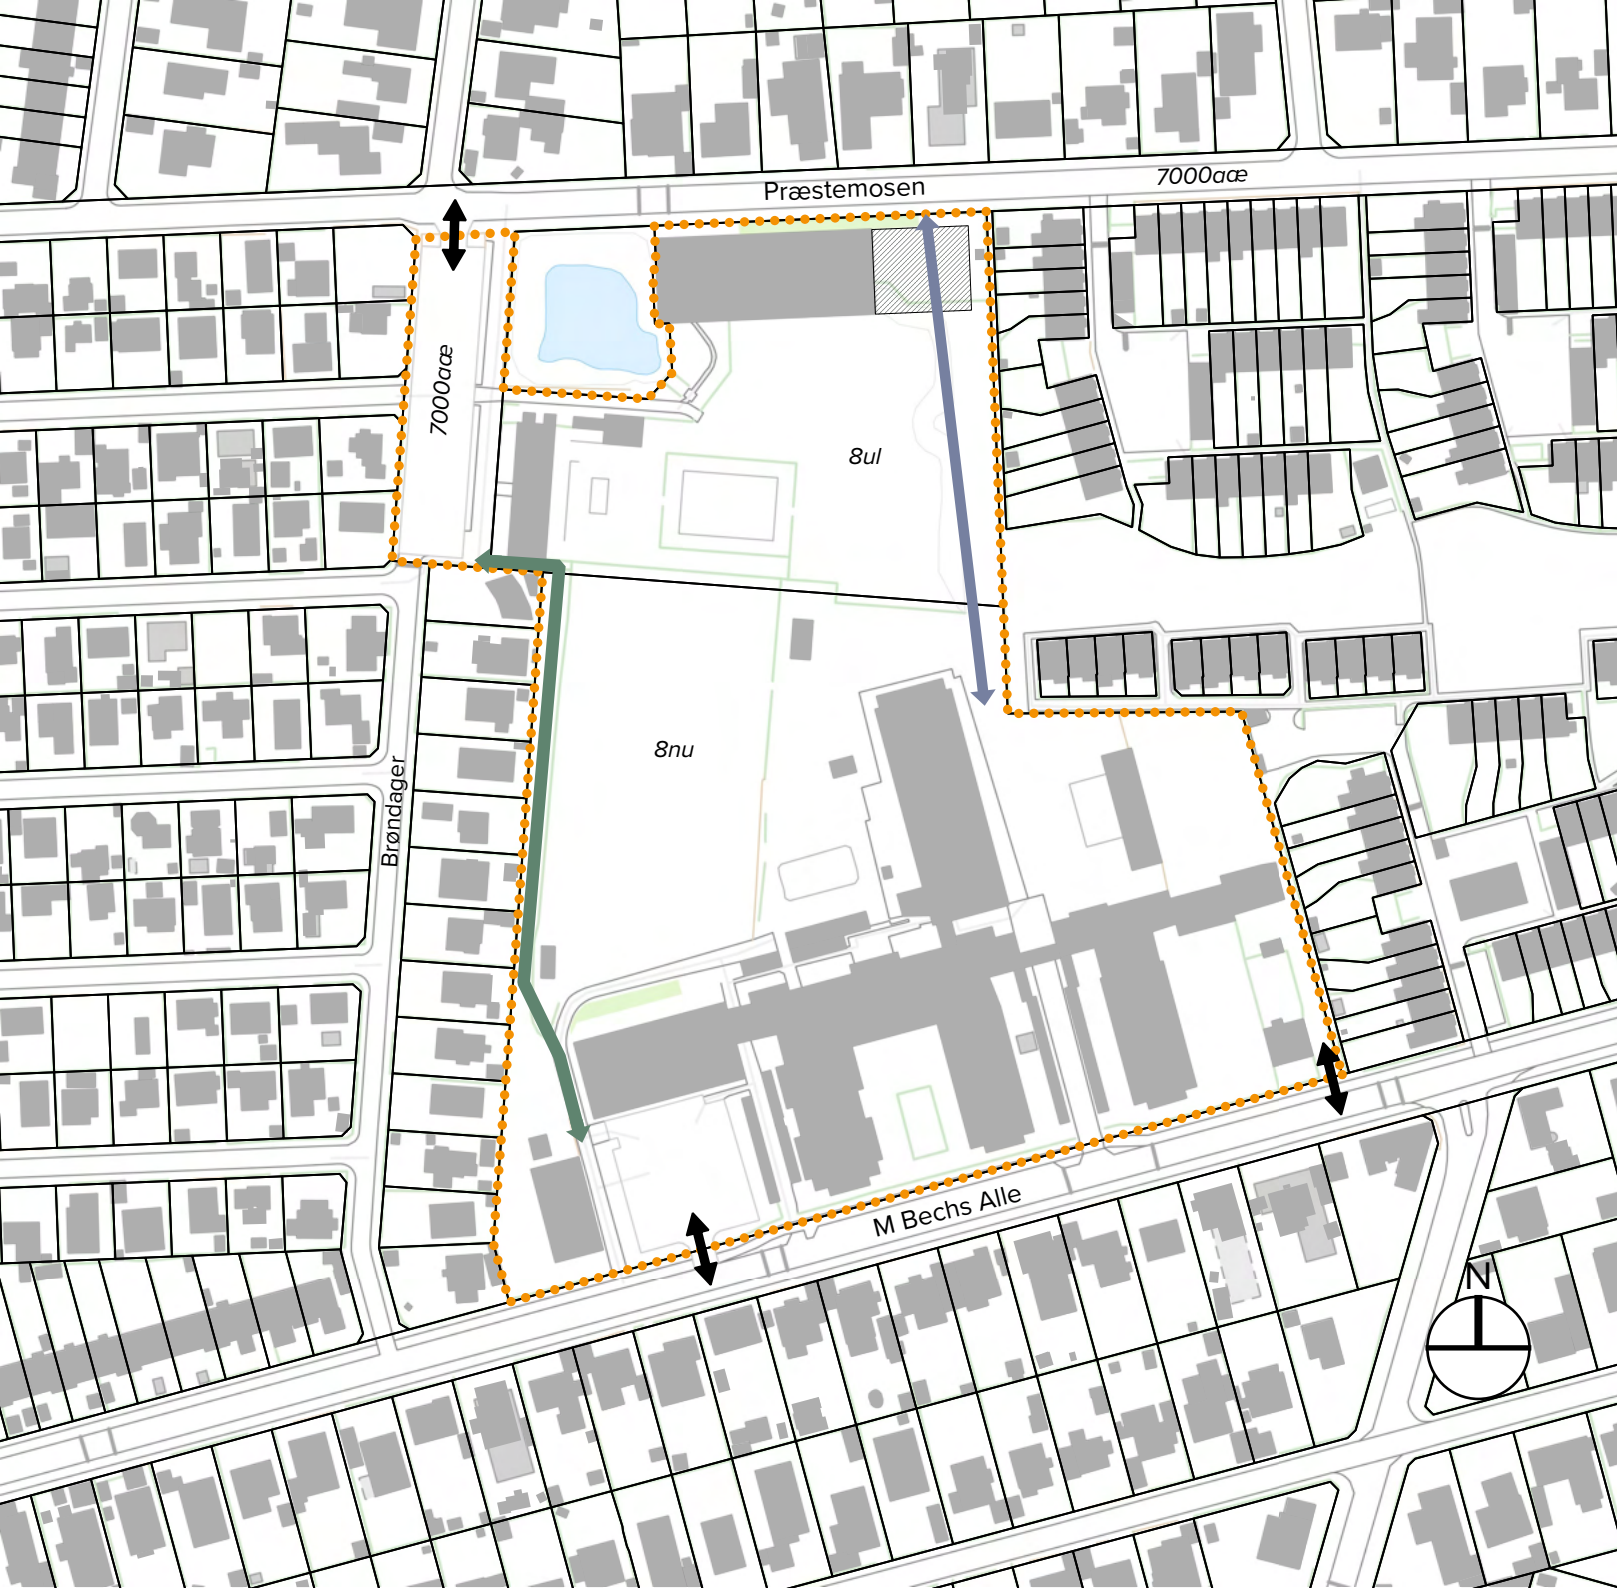 Præstemosen
7000aæ
7000aæ
8ul
8nu
Brøndager
M Bechs Alle
N